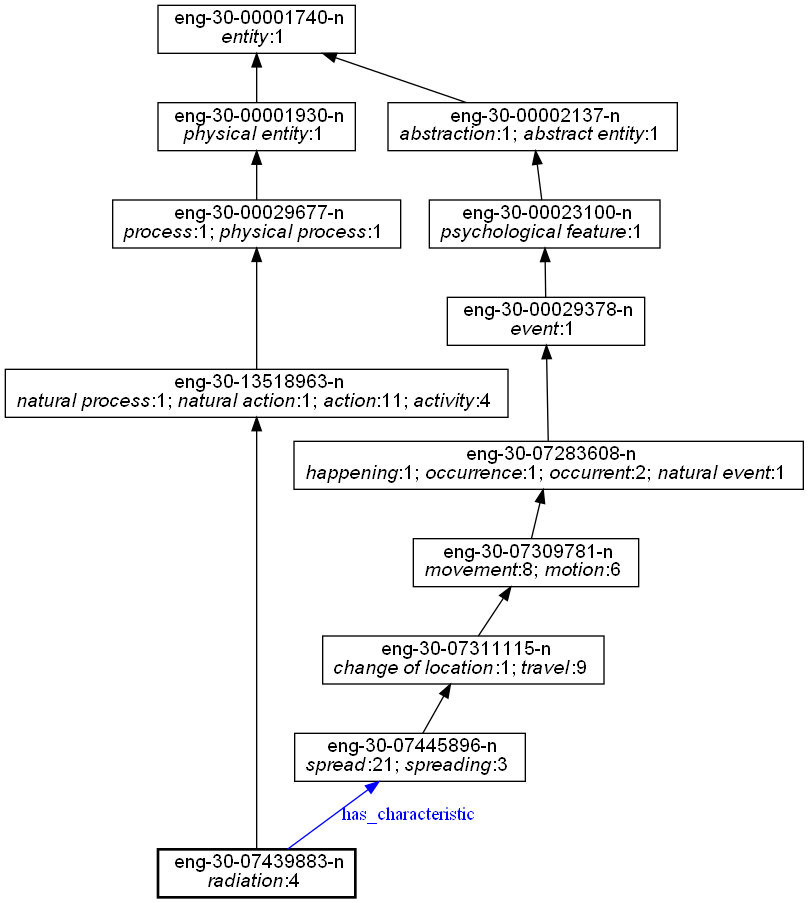 eng-30-00001740-n
entity:1
eng-30-00001930-n
physical entity:1
eng-30-00002137-n
abstraction:1; abstract entity:1
eng-30-00029677-n
process:1; physical process:1
eng-30-00023100-n
psychological feature:1
eng-30-00029378-n
event:1
eng-30-13518963-n
natural process:1; natural action:1; action:11; activity:4
eng-30-07283608-n
happening:1; occurrence:1; occurrent:2; natural event:1
eng-30-07309781-n
movement:8; motion:6
eng-30-07311115-n
change of location:1; travel:9
eng-30-07445896-n
spread:21; spreading:3
has_characteristic
eng-30-07439883-n
radiation:4